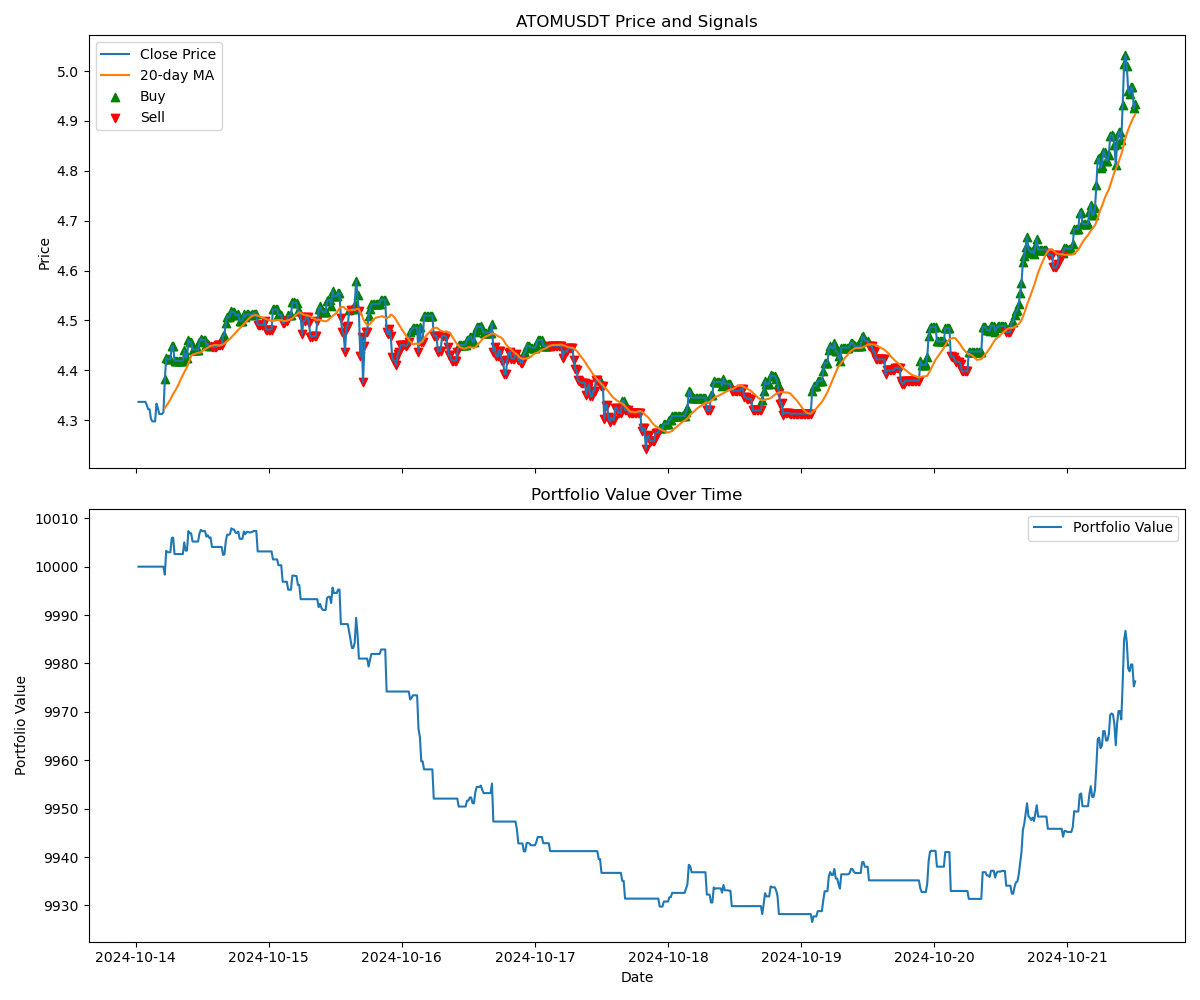 ATOMUSDT Price and Signals
Close Price
20-day MA
Buy
Sell
5.0
4.9
4.8
4.7
4.6
4.5
4.4
4.3
Price
Portfolio Value Over Time
Portfolio Value
10010
10000
9990
9980
9970
9960
9950
9940
9930
Portfolio Value
2024-10-14 2024-10-15 2024-10-16 2024-10-17 2024-10-18 2024-10-19 2024-10-20 2024-10-21
Date